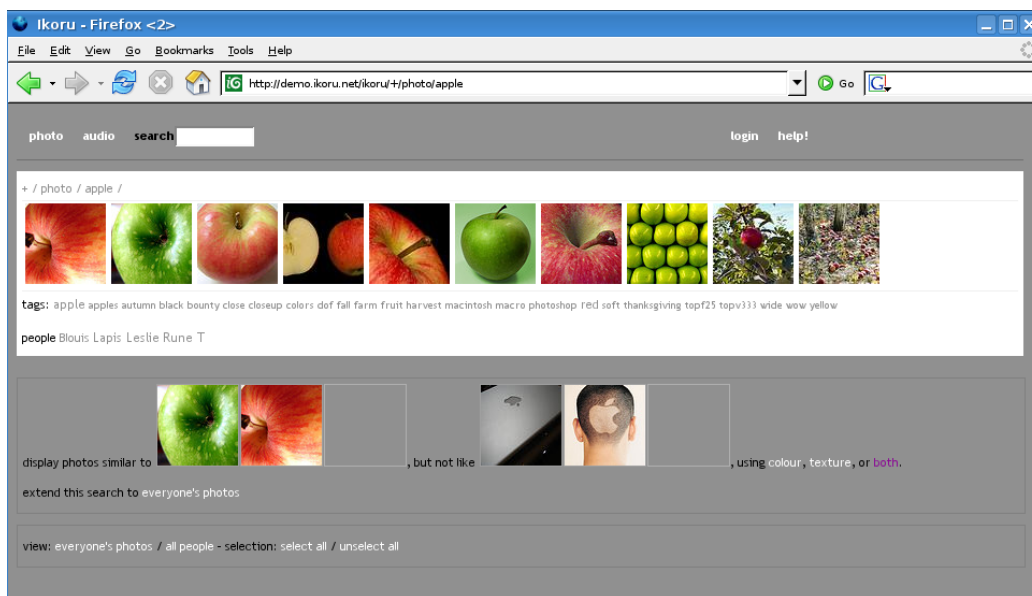 Ikoru - Firefox <2>
File Edit View Go Bookmarks Tools Help
http://demo.ikoru.net/ikoru/+/photo/apple Go
photo audio search login help!
+ / photo / apple /
tags: apple apples autumn black bounty close closeup colors dof fall farm fruit harvest macintosh macro photoshop red soft thanksgiving topf25 topv333 wide wow yellow
people Blouis Lapis Leslie Rune T
display photos similar to , but not like , using colour, texture, or both.
extend this search to everyone's photos
view: everyone's photos / all people - selection: select all / unselect all